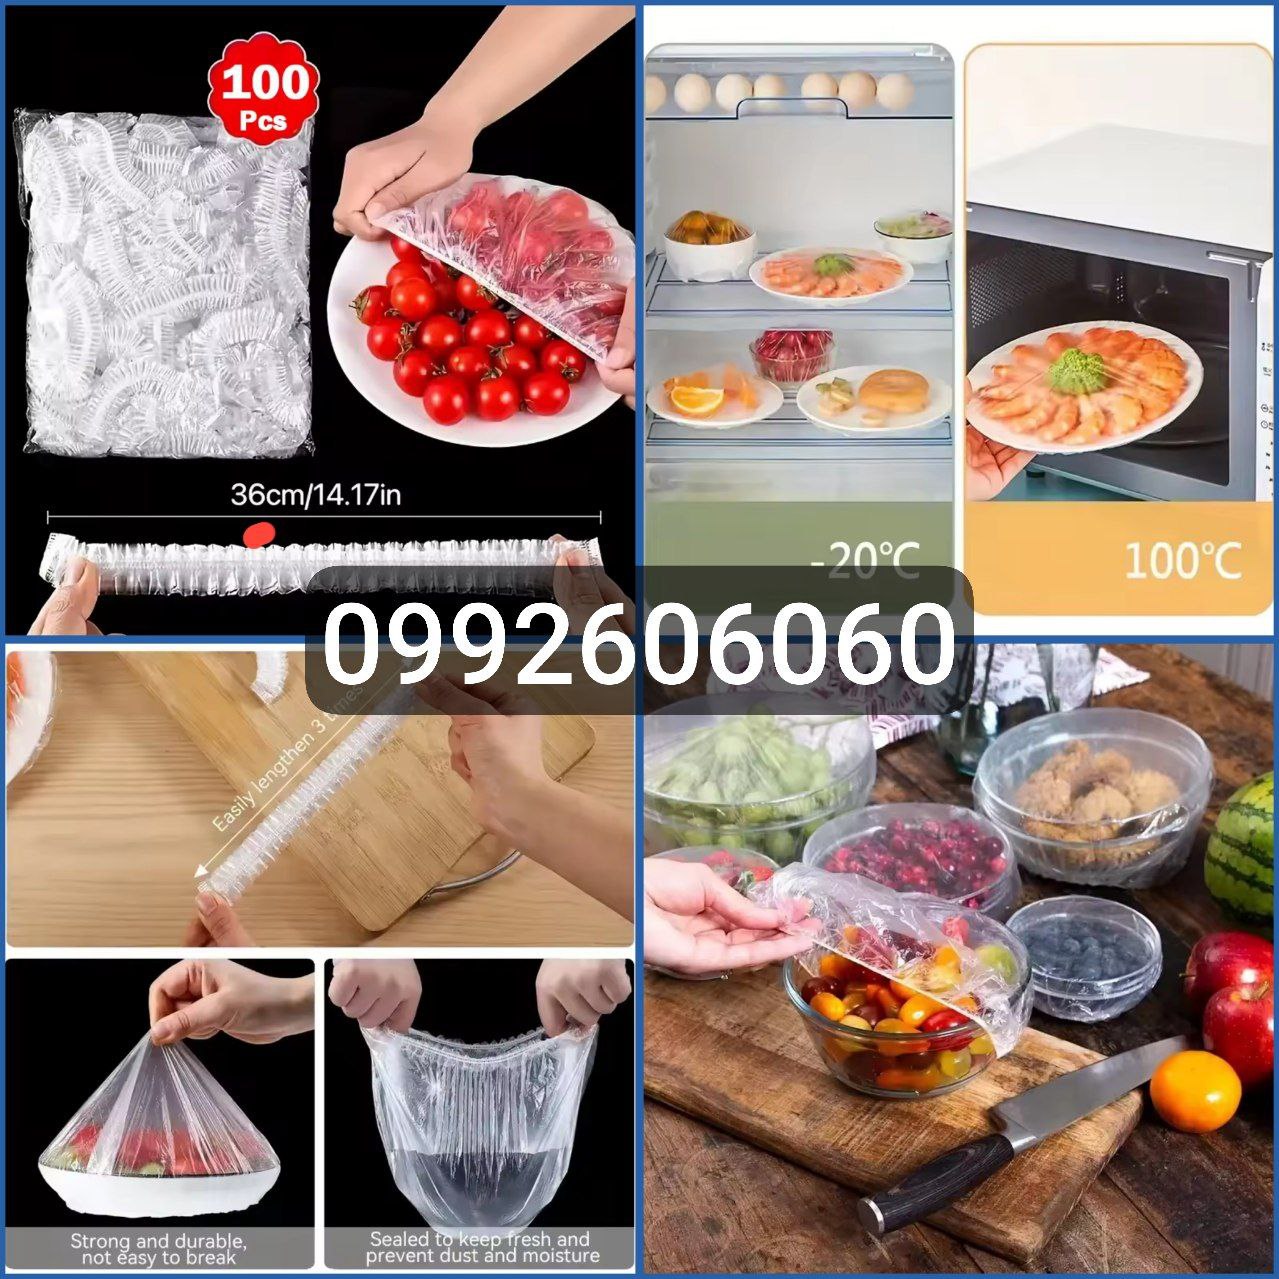 100
Pcs
36cm/14.17in
-20°C
100°C
0992606060
Easily lengthen 3 times
Strong and durable,
not easy to break
Sealed to keep fresh and
prevent dust and moisture